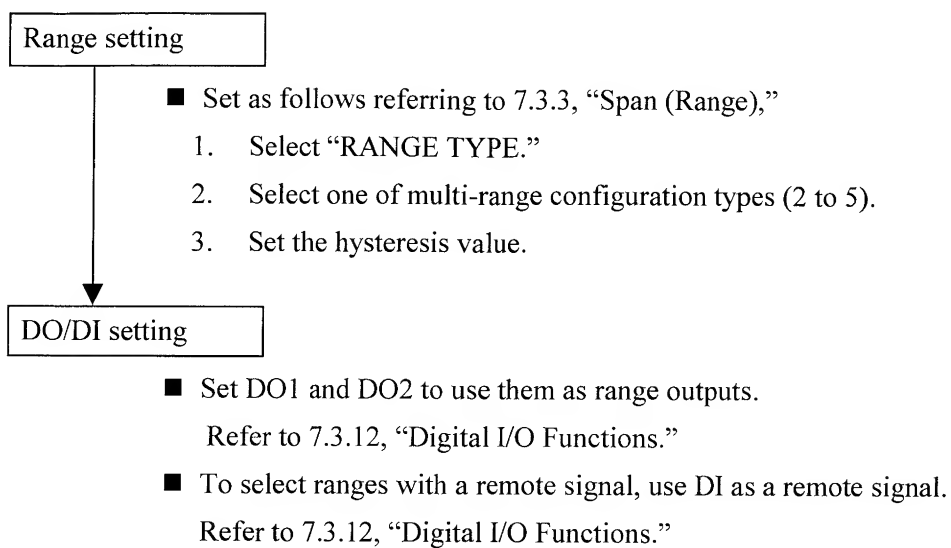 Range setting
■ Set as follows referring to 7.3.3, “Span (Range),”
1. Select “RANGE TYPE.”
2. Select one of multi-range configuration types (2 to 5).
3. Set the hysteresis value.
DO/DI setting
■ Set DO1 and DO2 to use them as range outputs.
Refer to 7.3.12, “Digital I/O Functions.”
■ To select ranges with a remote signal, use DI as a remote signal.
Refer to 7.3.12, “Digital I/O Functions.”